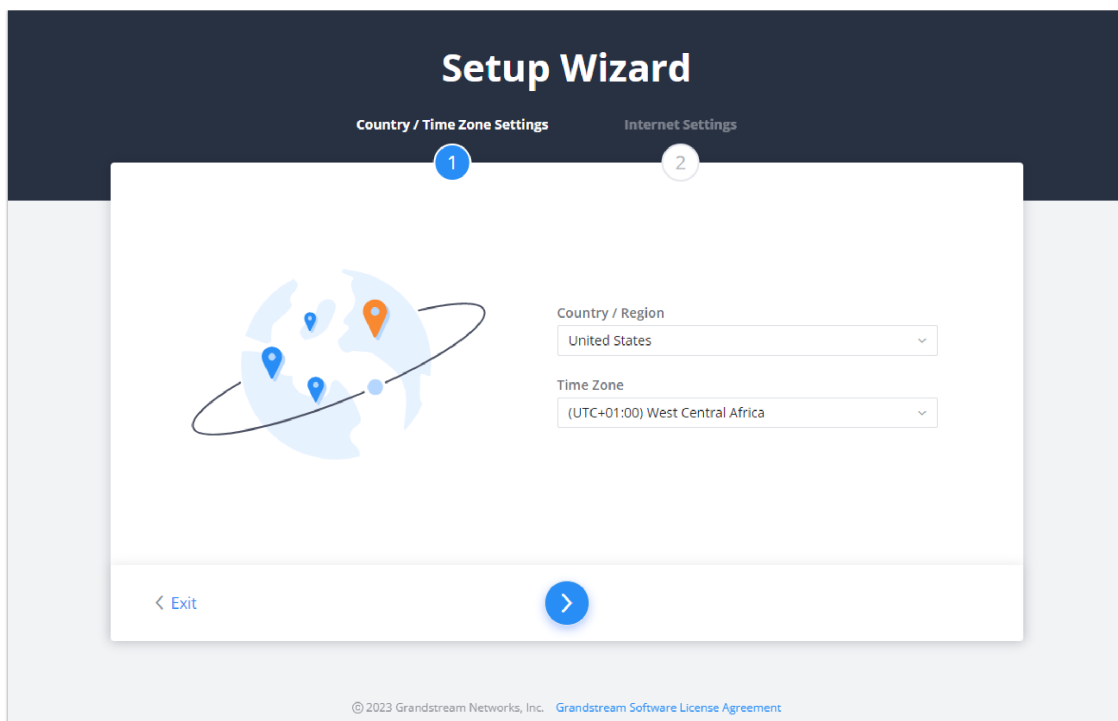 Setup Wizard
Country / Time Zone Settings Internet Settings
1 2
Country / Region
United States
Time Zone
(UTC+01:00) West Central Africa
Exit
© 2023 Grandstream Networks, Inc. Grandstream Software License Agreement